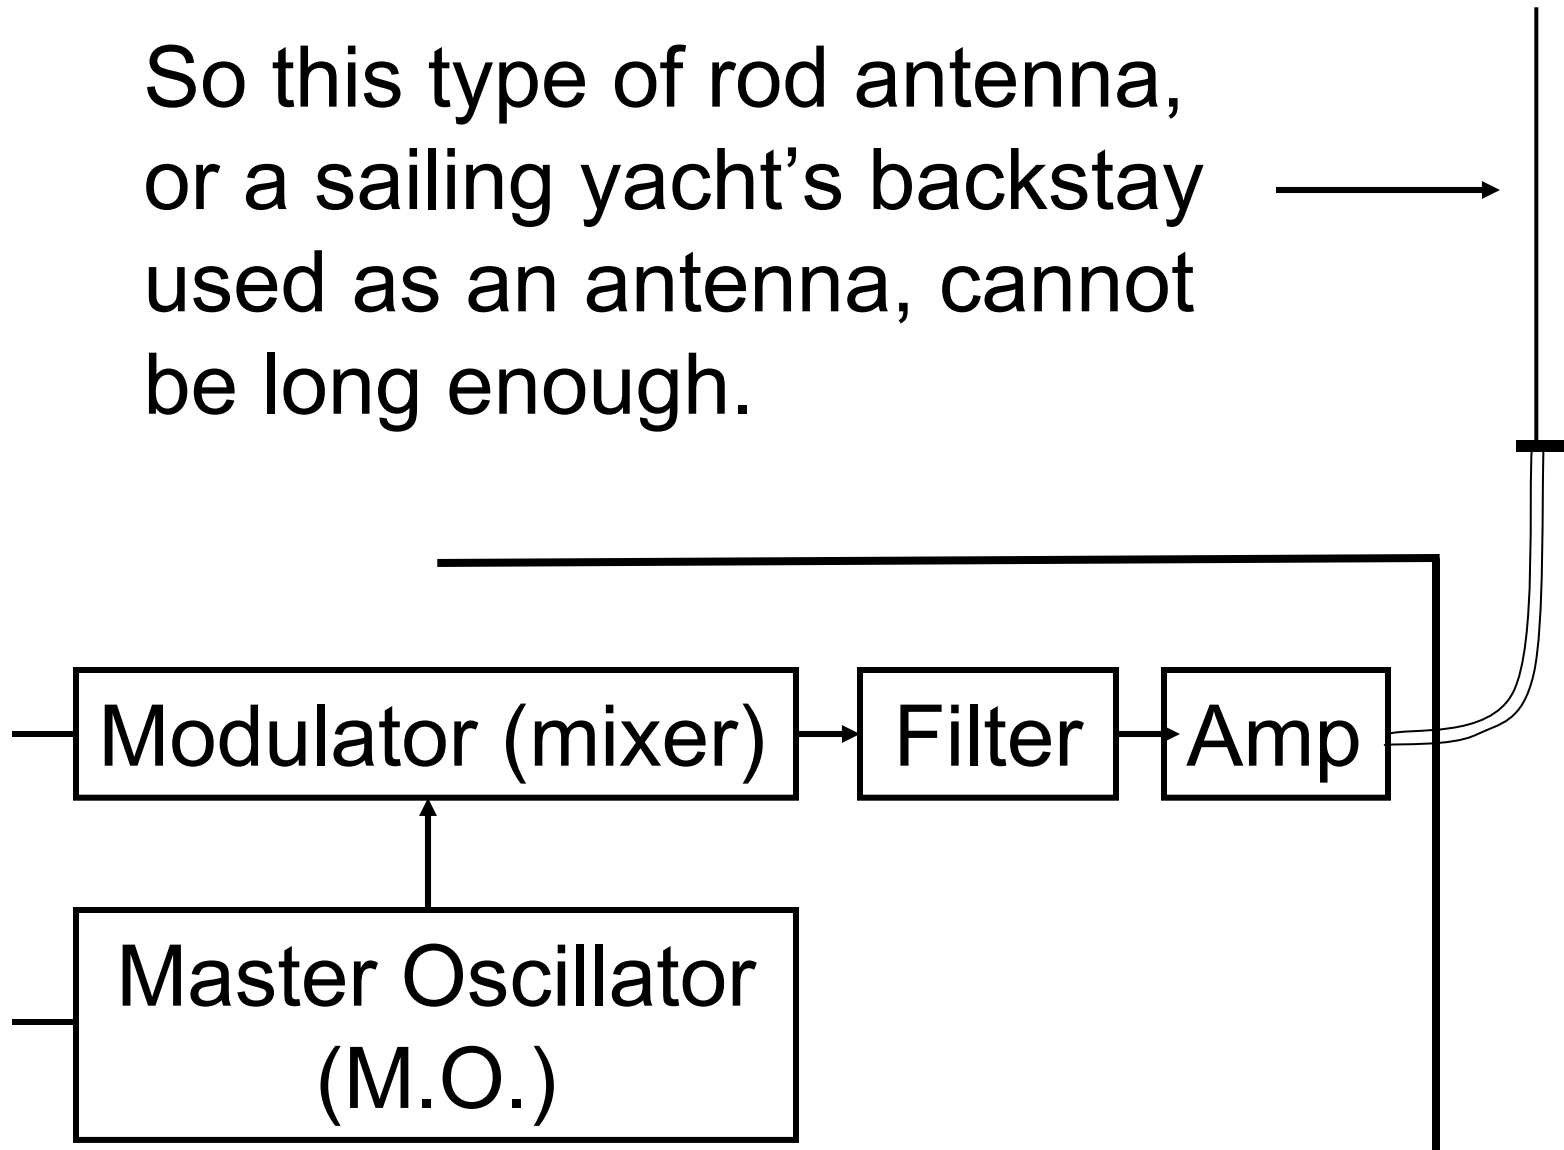 So this type of rod antenna,
or a sailing yacht’s backstay
used as an antenna, cannot
be long enough.
Modulator (mixer)
Filter
Amp
Master Oscillator
(M.O.)